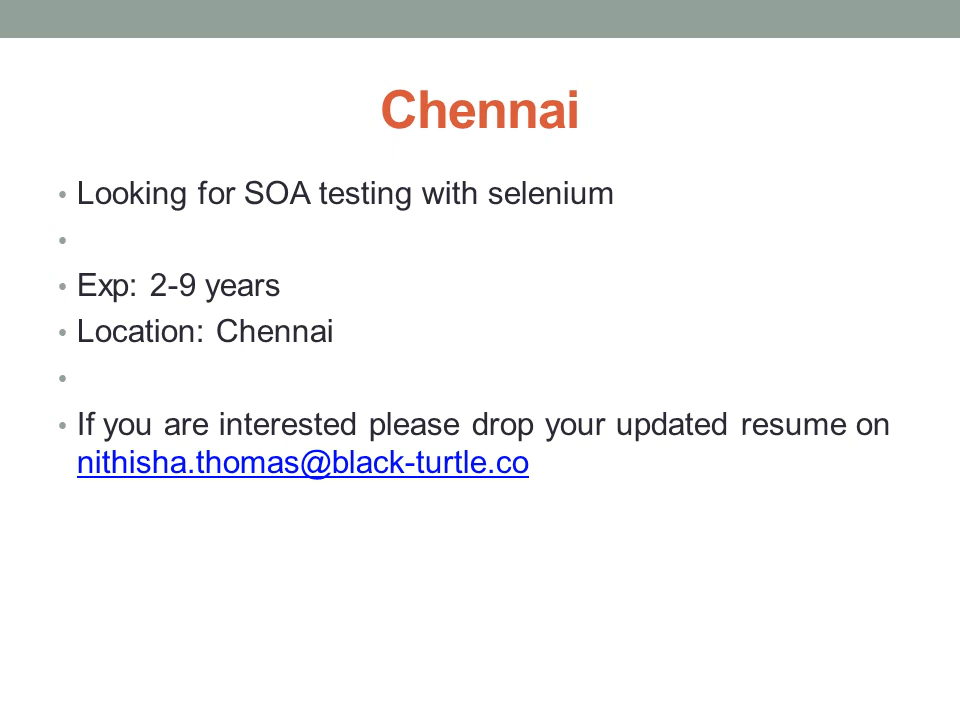 Chennai
• Looking for SOA testing with selenium
•
• Exp: 2-9 years
• Location: Chennai
•
• If you are interested please drop your updated resume on
nithisha.thomas@black-turtle.co